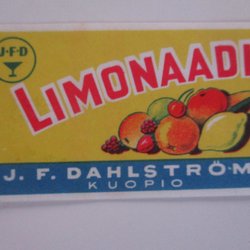 J·F·D
LIMONAADI
J. F. DAHLSTRÖM
KUOPIO